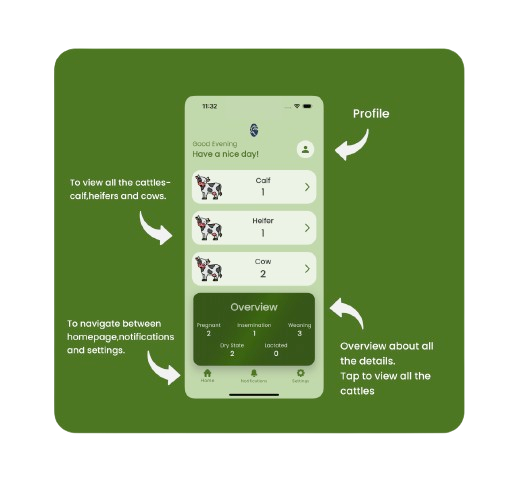 11:32
Profile
Good Evening
Have a nice day!
To view all the cattles-
calf,heifers and cows.
Calf
1
Heifer
1
Cow
2
Overview
Pregnant Insemination Weaning
2 1 3
Dry State Lactated
2 0
To navigate between
homepage,notifications
and settings.
Overview about all
the details.
Tap to view all the
cattles
Home Notifications Settings